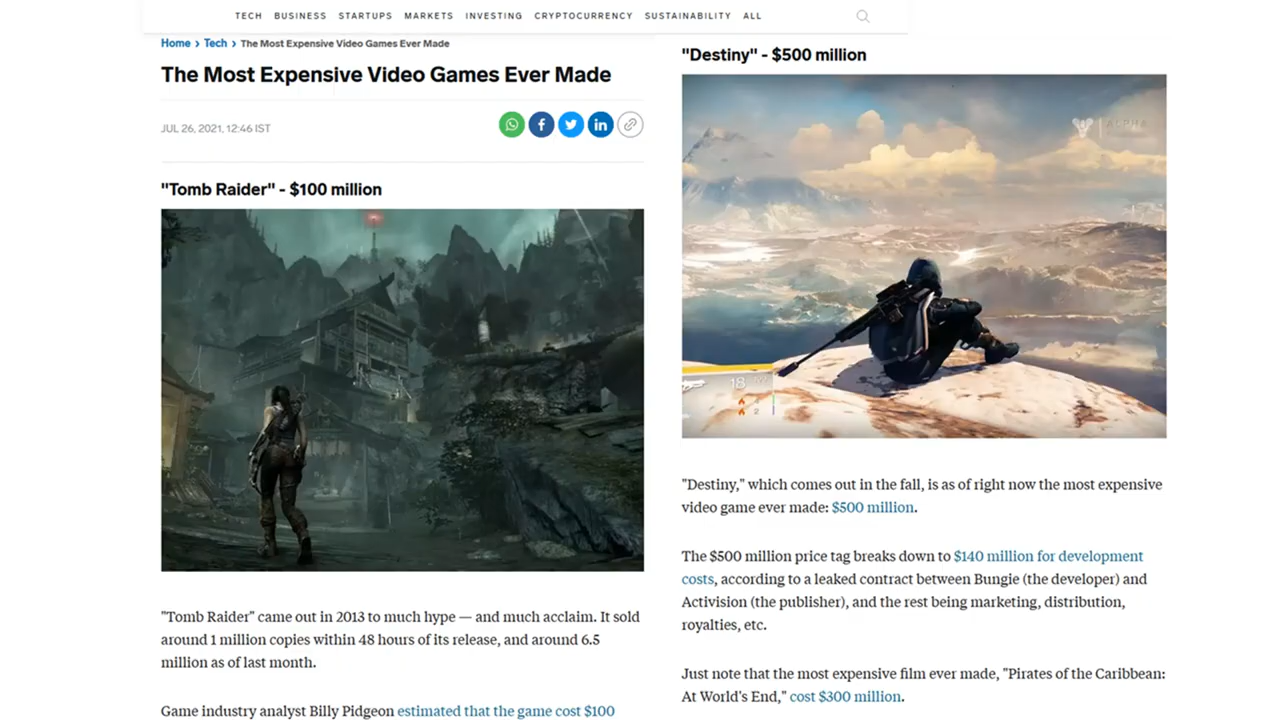 TECH BUSINESS STARTUPS MARKETS INVESTING CRYPTOCURRENCY SUSTAINABILITY ALL
Home › Tech › The Most Expensive Video Games Ever Made
The Most Expensive Video Games Ever Made
JUL 26, 2021, 12:46 IST
"Tomb Raider" - $100 million
"Tomb Raider" came out in 2013 to much hype — and much acclaim. It sold
around 1 million copies within 48 hours of its release, and around 6.5
million as of last month.
Game industry analyst Billy Pidgeon estimated that the game cost $100
"Destiny" - $500 million
ALPHA
18
2
"Destiny," which comes out in the fall, is as of right now the most expensive
video game ever made: $500 million.
The $500 million price tag breaks down to $140 million for development
costs, according to a leaked contract between Bungie (the developer) and
Activision (the publisher), and the rest being marketing, distribution,
royalties, etc.
Just note that the most expensive film ever made, "Pirates of the Caribbean:
At World's End," cost $300 million.